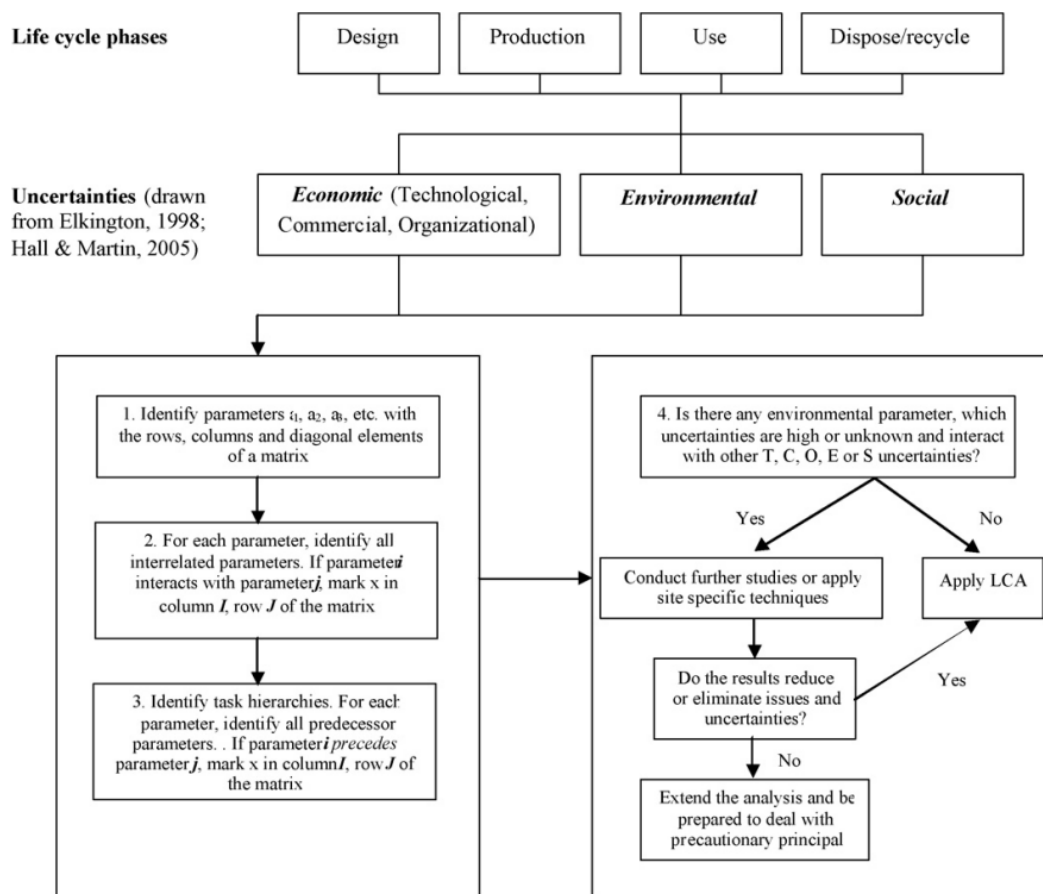 Life cycle phases
Design
Production
Use
Dispose/recycle
Uncertainties (drawn
from Elkington, 1998;
Hall & Martin, 2005)
Economic (Technological,
Commercial, Organizational)
Environmental
Social
1. Identify parameters a₁, a₂, a₃, etc. with
the rows, columns and diagonal elements
of a matrix
2. For each parameter, identify all
interrelated parameters. If parameter i
interacts with parameter j, mark x in
column I, row J of the matrix
3. Identify task hierarchies. For each
parameter, identify all predecessor
parameters. . If parameter i precedes
parameter j, mark x in column I, row J of
the matrix
4. Is there any environmental parameter, which
uncertainties are high or unknown and interact
with other T, C, O, E or S uncertainties?
Yes
No
Conduct further studies or apply
site specific techniques
Apply LCA
Do the results reduce
or eliminate issues and
uncertainties?
Yes
No
Extend the analysis and be
prepared to deal with
precautionary principal